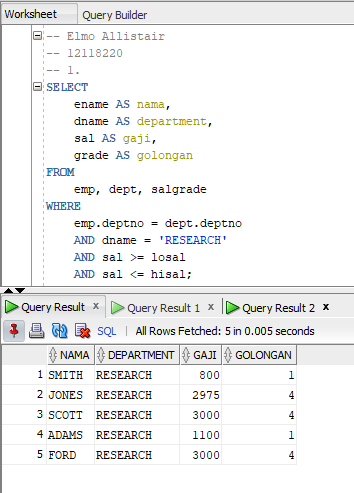 Worksheet Query Builder
-- Elmo Allistair
-- 12118220
-- 1.
SELECT
ename AS nama,
dname AS department,
sal AS gaji,
grade AS golongan
FROM
emp, dept, salgrade
WHERE
emp.deptno = dept.deptno
AND dname = 'RESEARCH'
AND sal >= losal
AND sal <= hisal;
Query Result x Query Result 1 x Query Result 2 x
SQL | All Rows Fetched: 5 in 0.005 seconds
NAMA DEPARTMENT GAJI GOLONGAN
1 SMITH RESEARCH 800 1
2 JONES RESEARCH 2975 4
3 SCOTT RESEARCH 3000 4
4 ADAMS RESEARCH 1100 1
5 FORD RESEARCH 3000 4